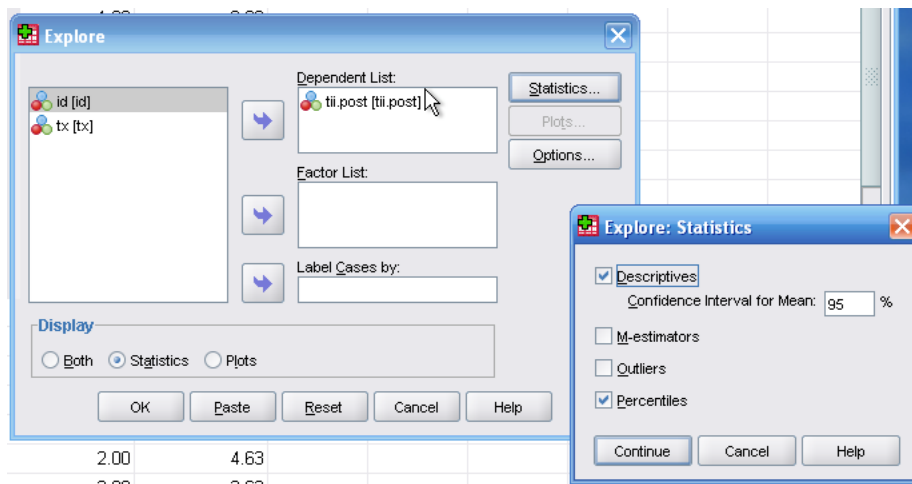 Explore
Dependent List:
id [id]
tx [tx]
tii.post [tii.post]
Statistics...
Plots...
Options...
Factor List:
Label Cases by:
Display
Both Statistics Plots
OK Paste Reset Cancel Help
2.00 4.63
Explore: Statistics
Descriptives
Confidence Interval for Mean: 95 %
M-estimators
Outliers
Percentiles
Continue Cancel Help